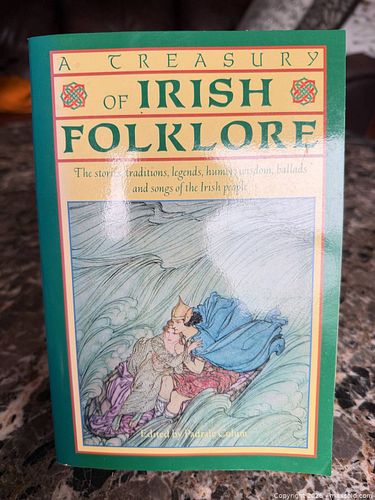 A TREASURY
OF IRISH
FOLKLORE
The stories, traditions, legends, humor, wisdom, ballads
and songs of the Irish people
Edited by Padraic Colum